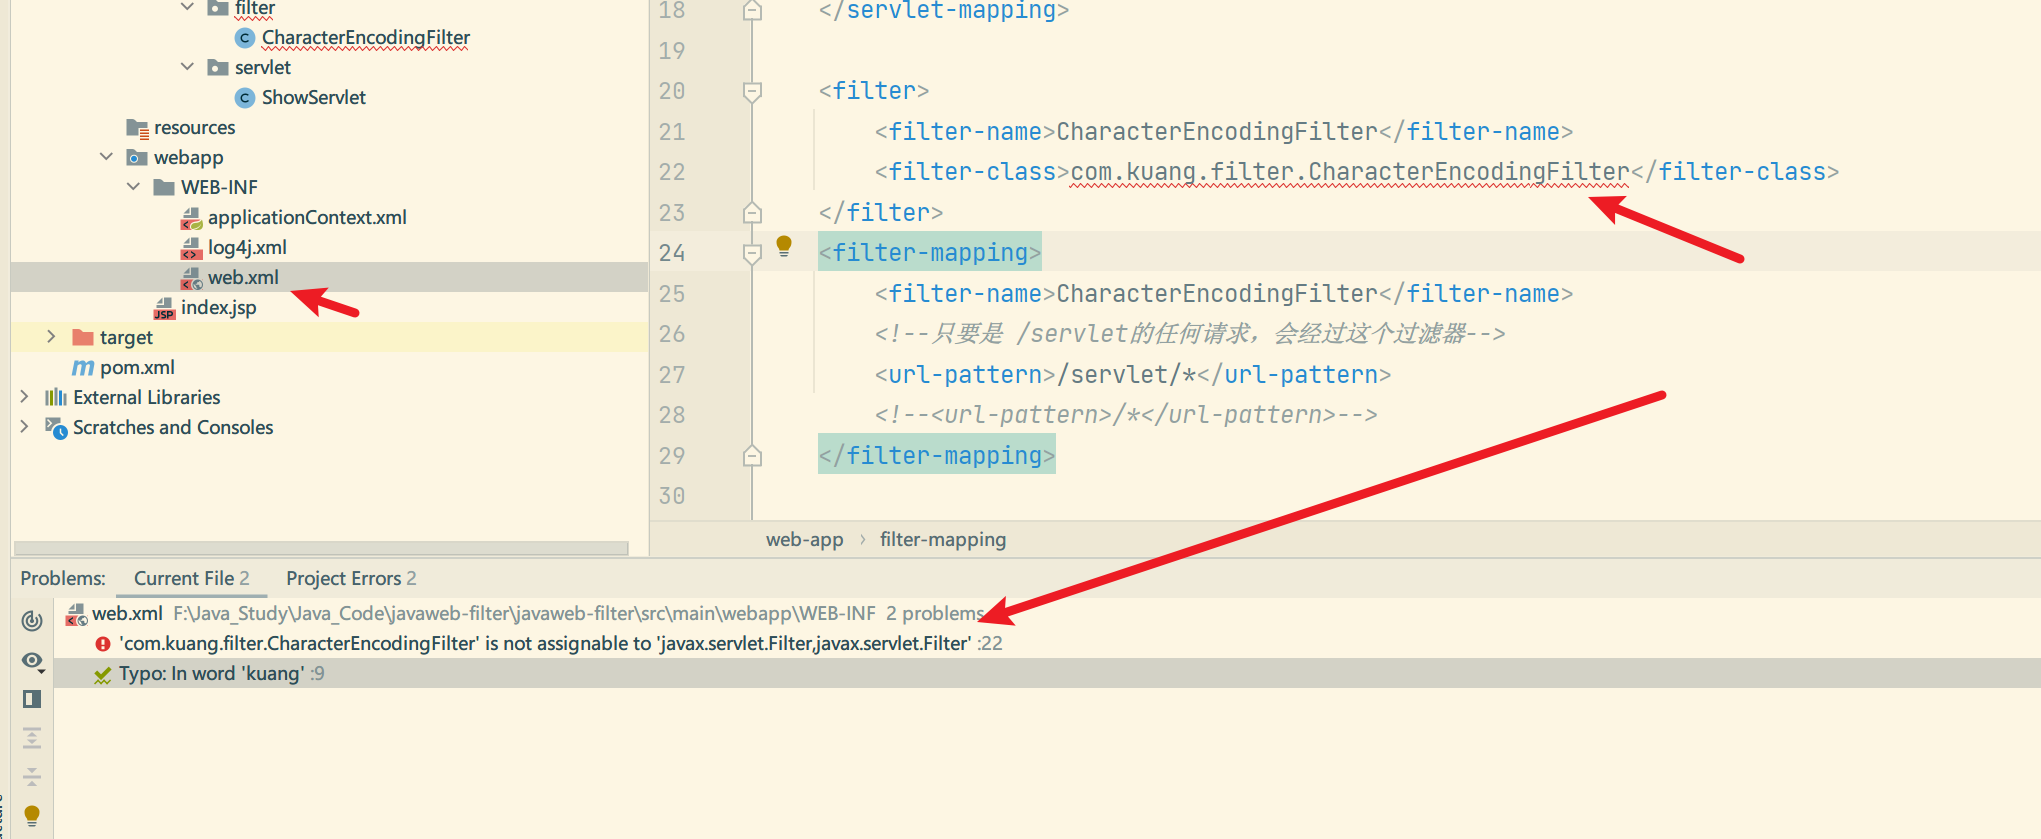 filter
CharacterEncodingFilter
servlet
ShowServlet
resources
webapp
WEB-INF
applicationContext.xml
log4j.xml
web.xml
index.jsp
target
pom.xml
External Libraries
Scratches and Consoles
18 </servlet-mapping>
19
20 <filter>
21 <filter-name>CharacterEncodingFilter</filter-name>
22 <filter-class>com.kuang.filter.CharacterEncodingFilter</filter-class>
23 </filter>
24 <filter-mapping>
25 <filter-name>CharacterEncodingFilter</filter-name>
26 <!--只要是 /servlet的任何请求，会经过这个过滤器-->
27 <url-pattern>/servlet/*</url-pattern>
28 <!--<url-pattern>/*</url-pattern>-->
29 </filter-mapping>
30
web-app › filter-mapping
Problems: Current File 2 Project Errors 2
web.xml F:\Java_Study\Java_Code\javaweb-filter\javaweb-filter\src\main\webapp\WEB-INF 2 problems
'com.kuang.filter.CharacterEncodingFilter' is not assignable to 'javax.servlet.Filter,javax.servlet.Filter' :22
Typo: In word 'kuang' :9